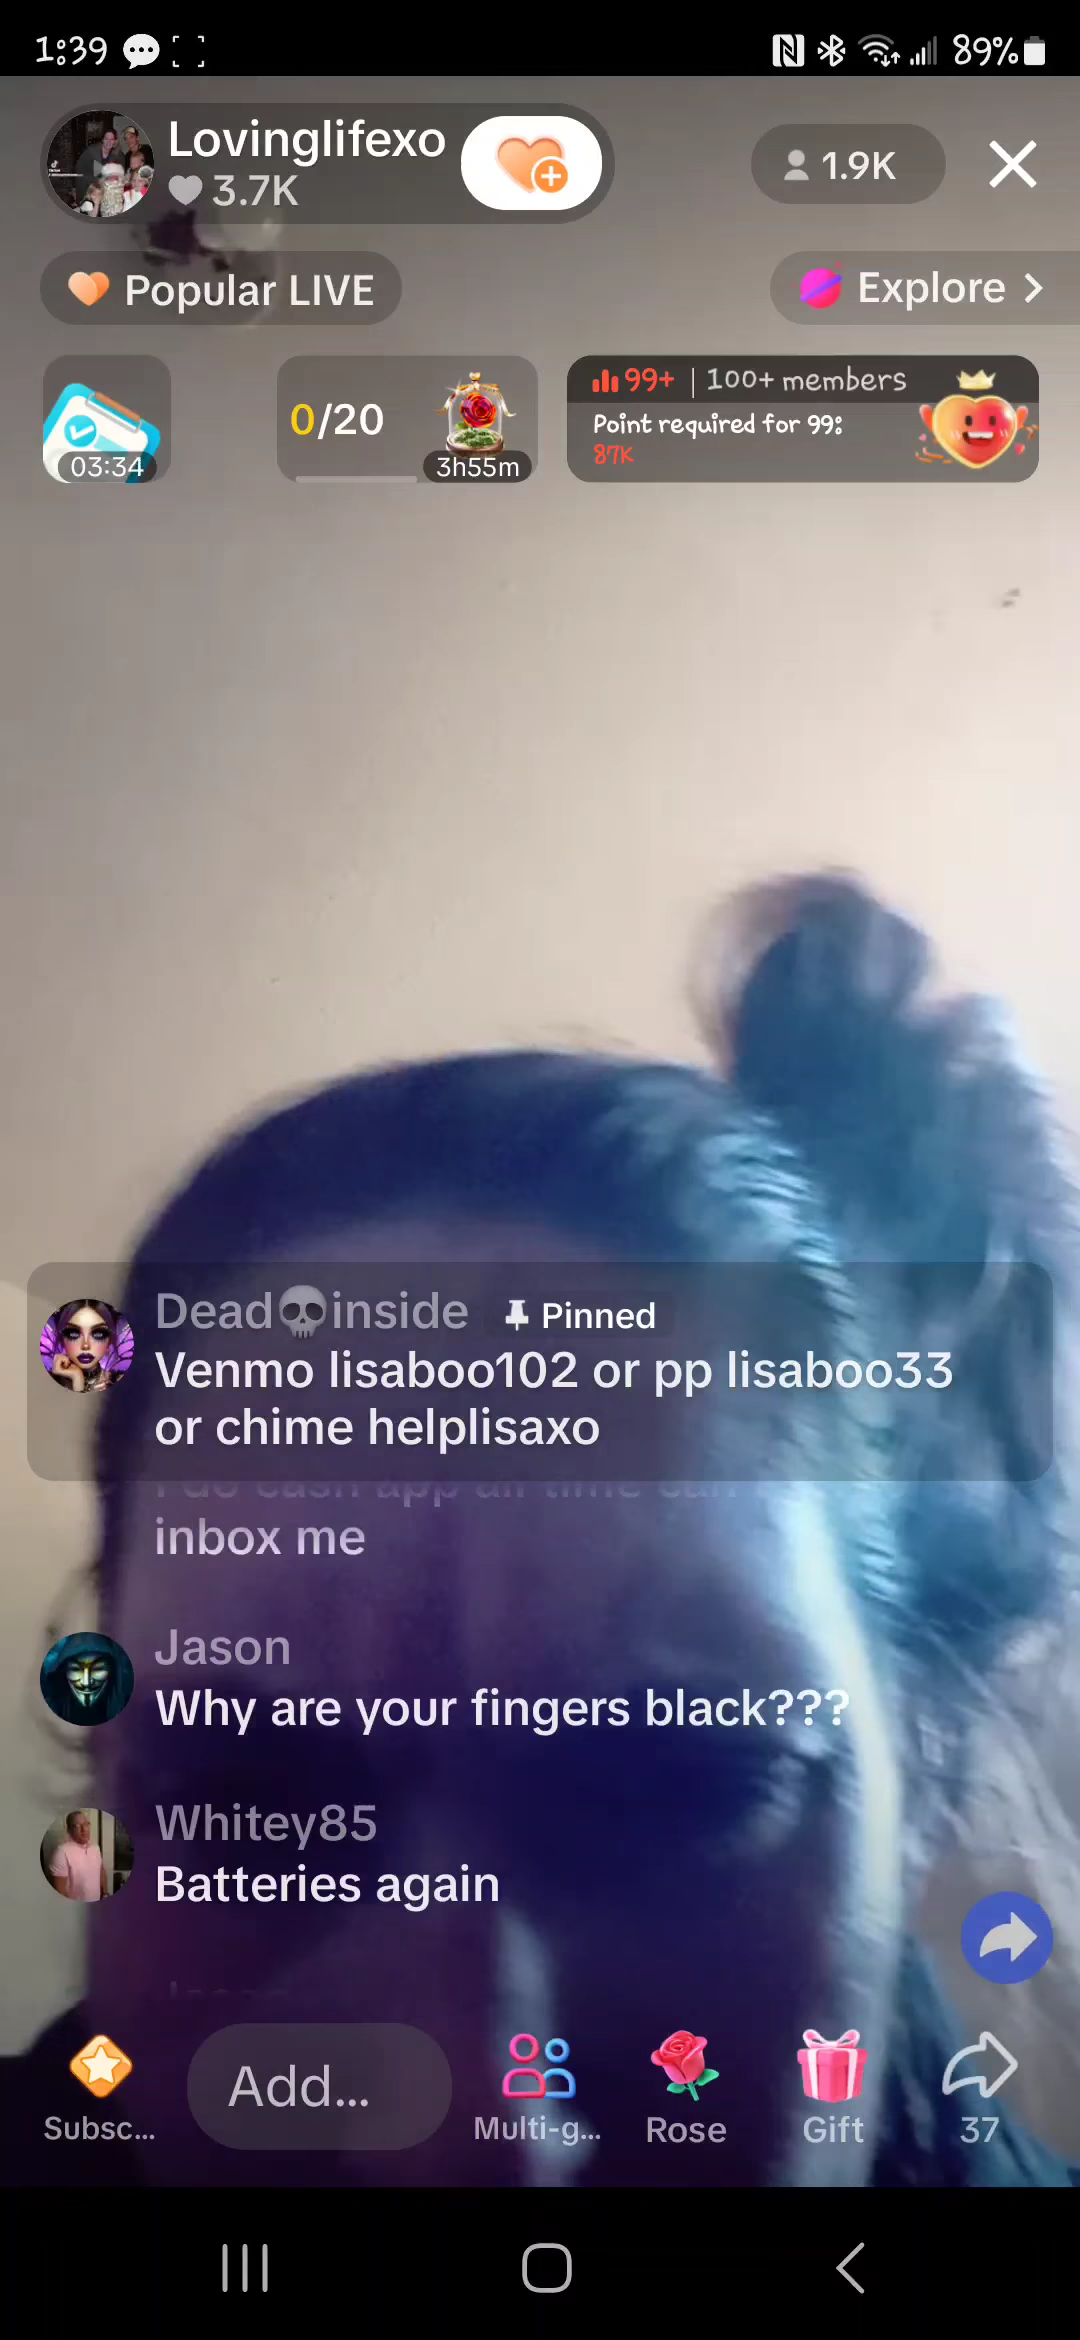 1:39
89%
Lovinglifexo
3.7K
1.9K
Popular LIVE
Explore
03:34
0/20
3h55m
99+ | 100+ members
Point required for 99:
87K
Dead💀inside Pinned
Venmo lisaboo102 or pp lisaboo33
or chime helplisaxo
inbox me
Jason
Why are your fingers black???
Whitey85
Batteries again
Subsc...
Add...
Multi-g...
Rose
Gift
37